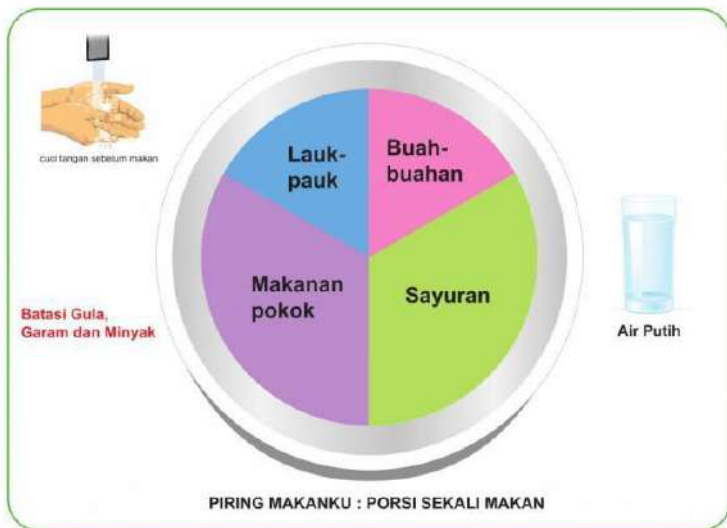 cuci tangan sebelum makan
Lauk-
pauk
Buah-
buahan
Makanan
pokok
Sayuran
Batasi Gula,
Garam dan Minyak
Air Putih
PIRING MAKANKU : PORSI SEKALI MAKAN